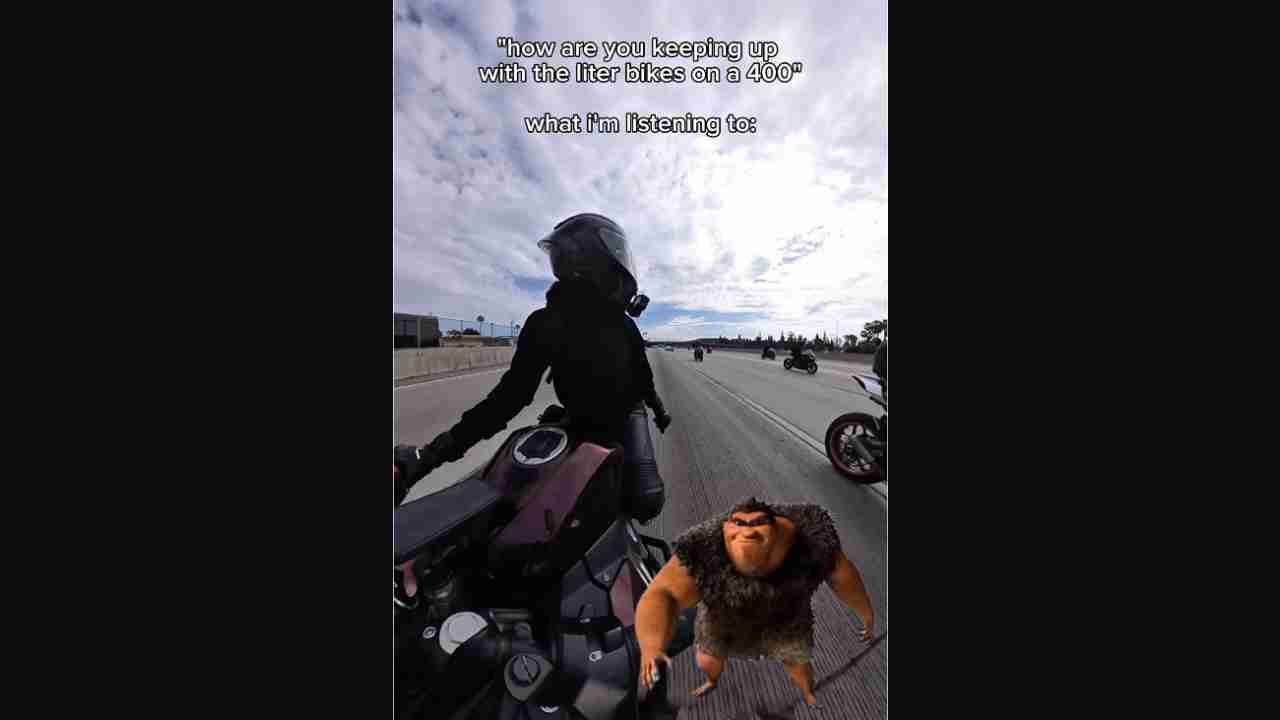 "how are you keeping up
with the liter bikes on a 400"
what i'm listening to: